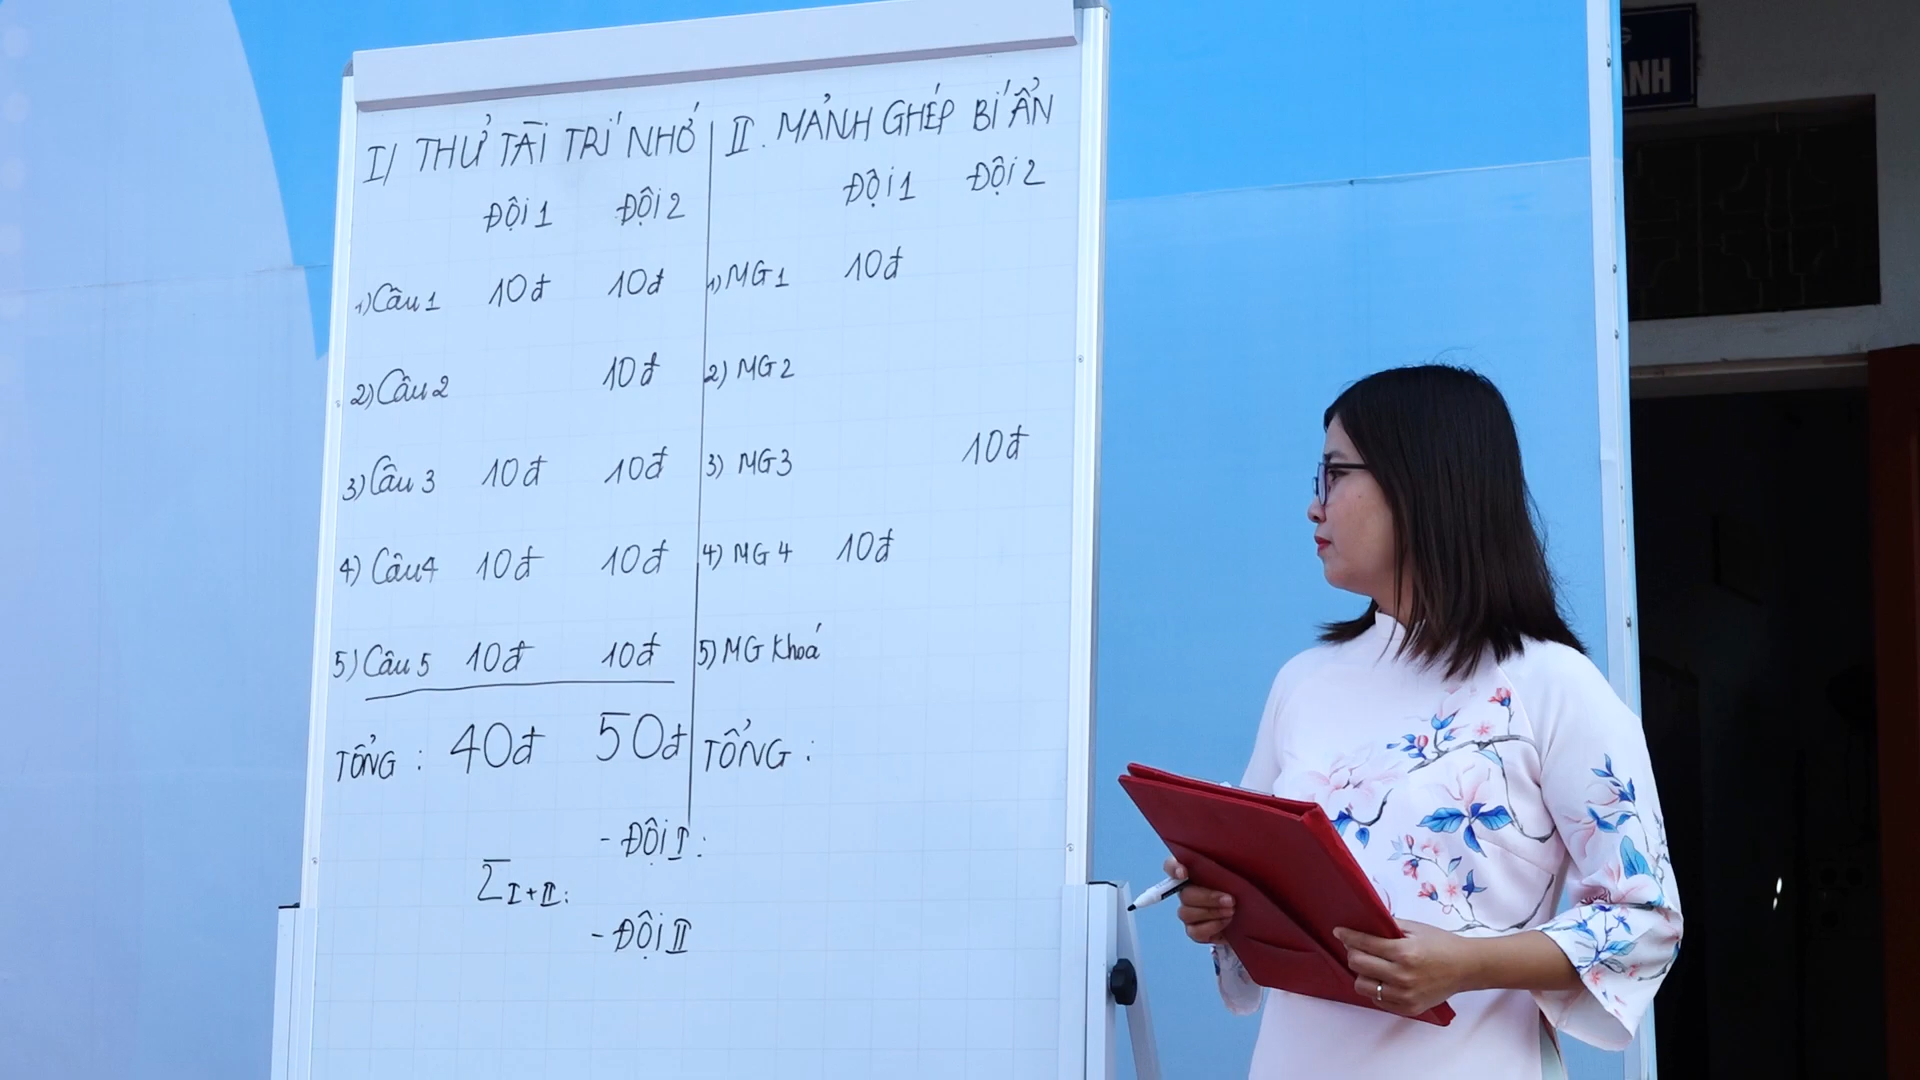 I/ THỬ TÀI TRÍ NHỚ
Đội 1 Đội 2
1) Câu 1 10đ 10đ
2) Câu 2 10đ
3) Câu 3 10đ 10đ
4) Câu 4 10đ 10đ
5) Câu 5 10đ 10đ
TỔNG : 40đ 50đ
II. MẢNH GHÉP BÍ ẨN
Đội 1 Đội 2
1) MG 1 10đ
2) MG 2
3) MG 3 10đ
4) MG 4 10đ
5) MG Khoá
TỔNG :
- ĐỘI I :
Σ I + II :
- ĐỘI II